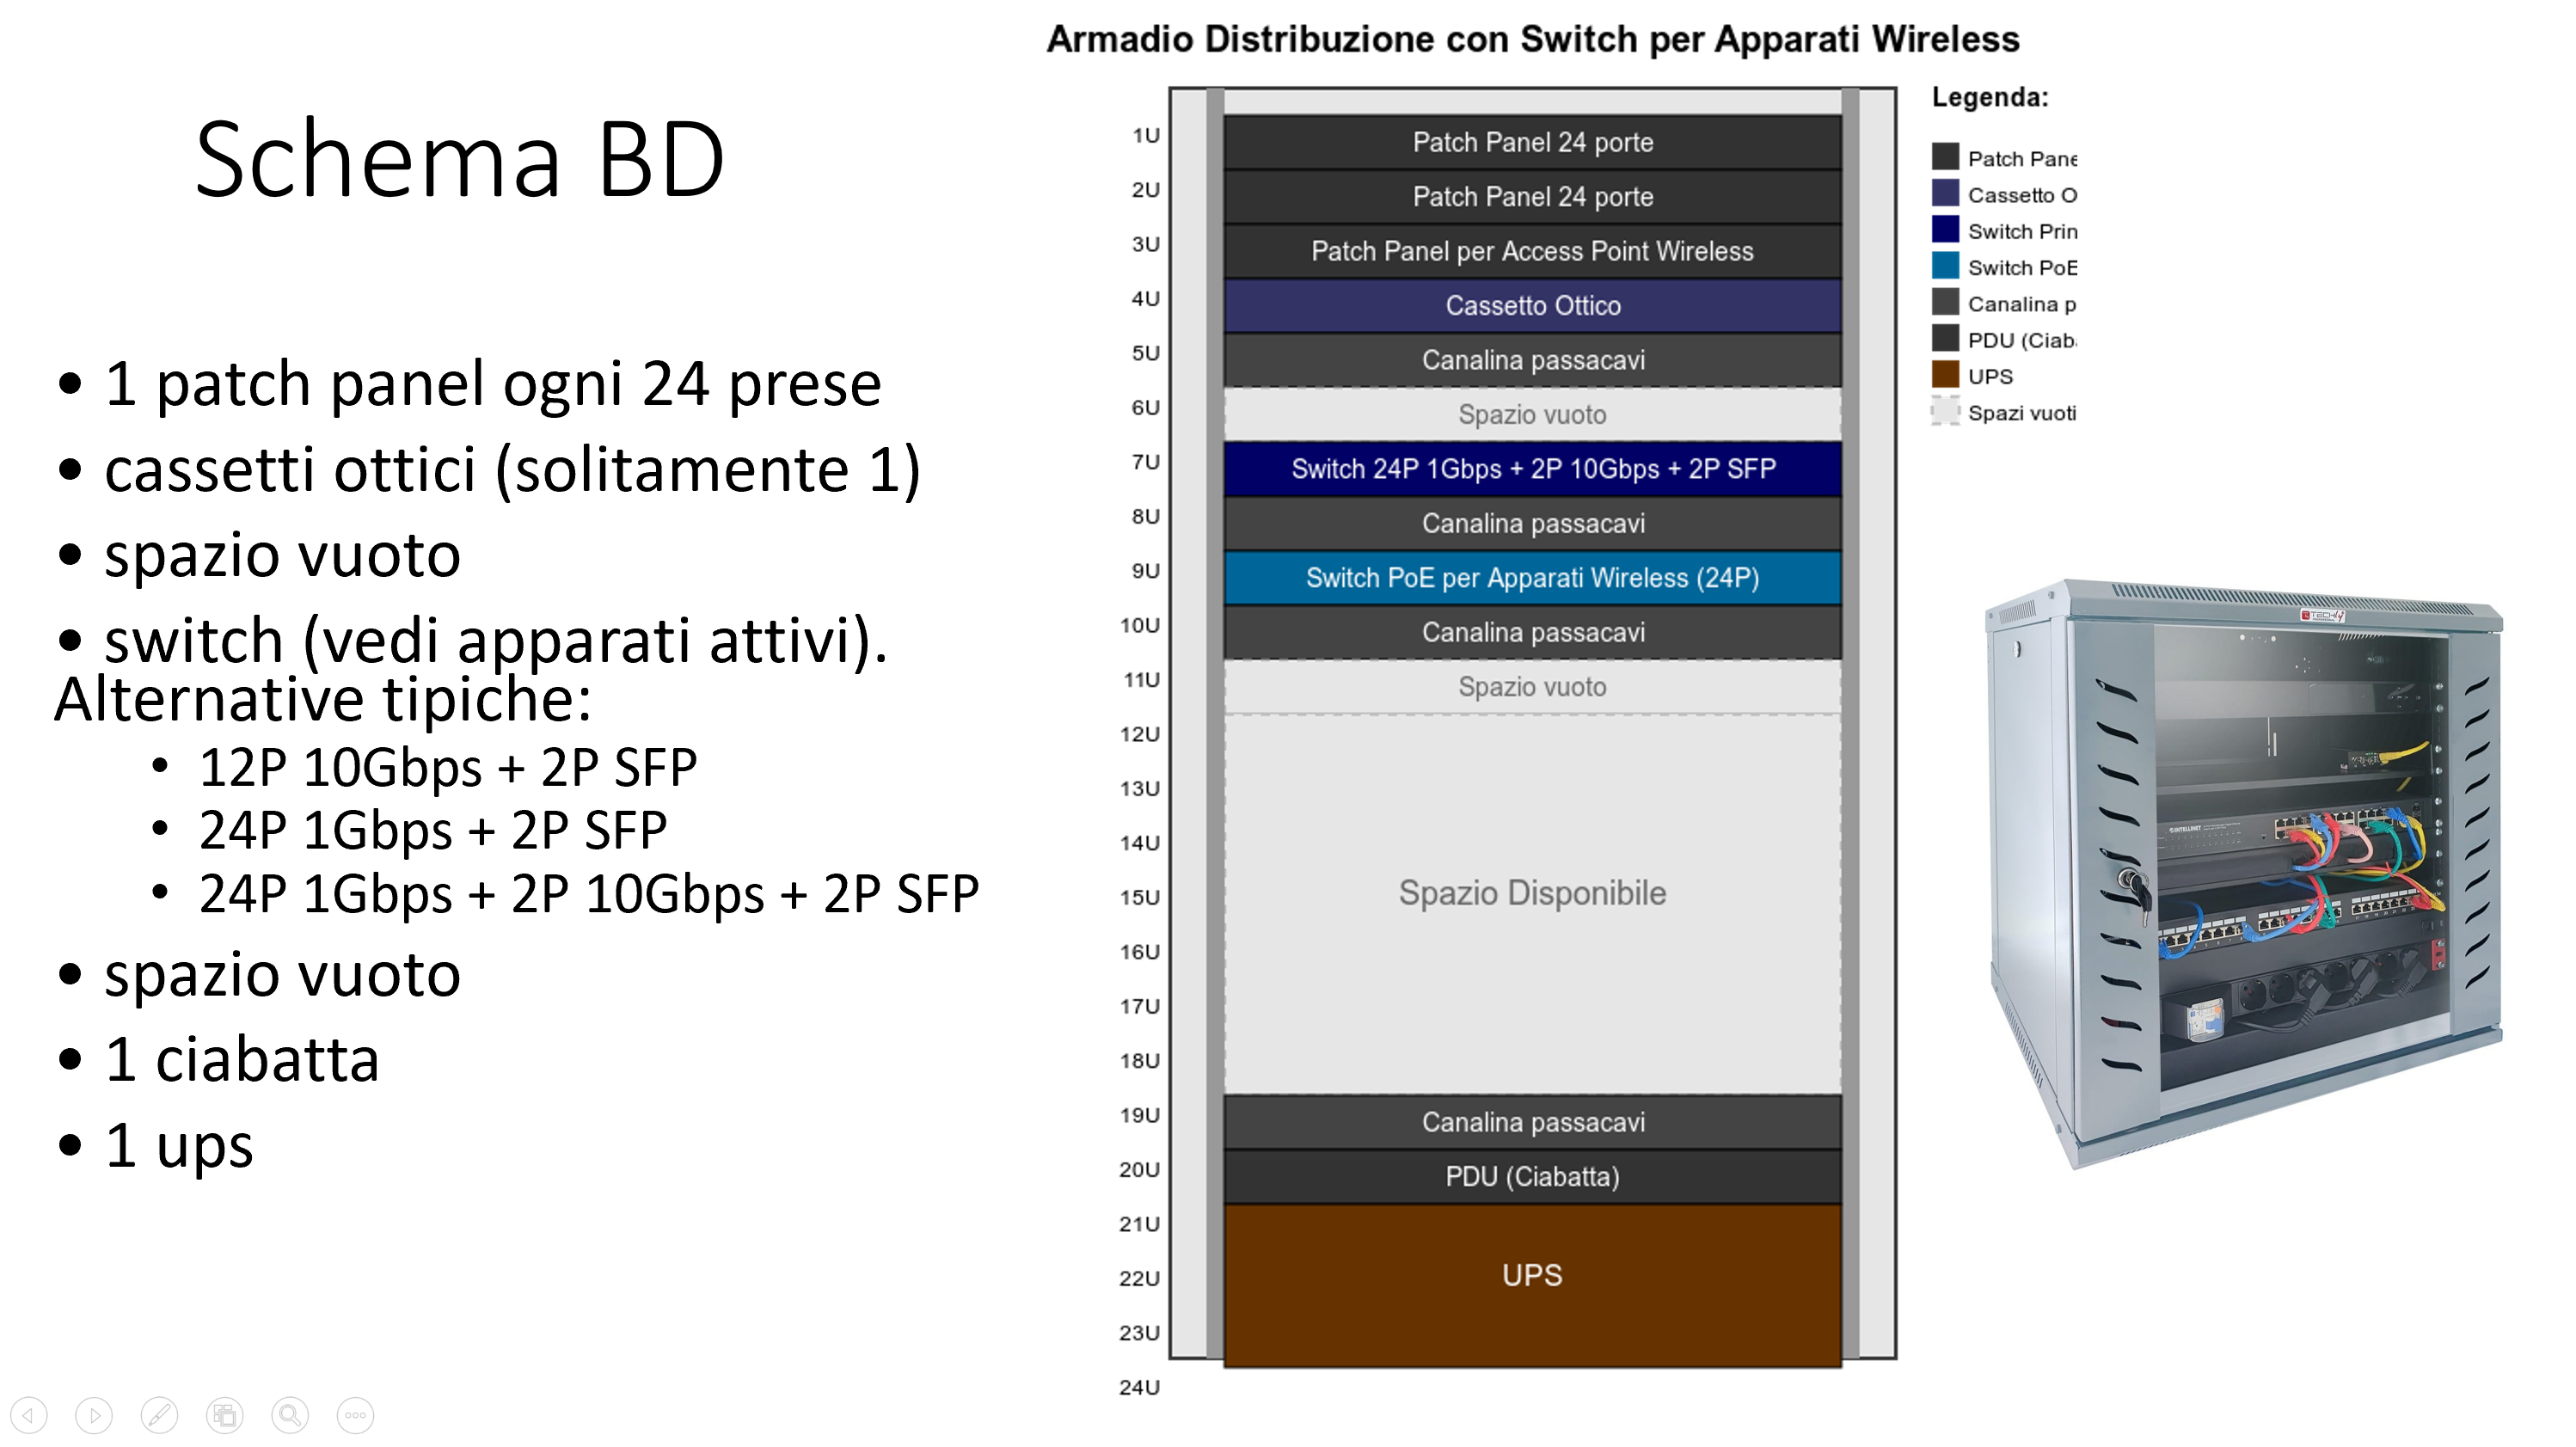 Schema BD
• 1 patch panel ogni 24 prese
• cassetti ottici (solitamente 1)
• spazio vuoto
• switch (vedi apparati attivi).
Alternative tipiche:
• 12P 10Gbps + 2P SFP
• 24P 1Gbps + 2P SFP
• 24P 1Gbps + 2P 10Gbps + 2P SFP
• spazio vuoto
• 1 ciabatta
• 1 ups
Armadio Distribuzione con Switch per Apparati Wireless
1U Patch Panel 24 porte
2U Patch Panel 24 porte
3U Patch Panel per Access Point Wireless
4U Cassetto Ottico
5U Canalina passacavi
6U Spazio vuoto
7U Switch 24P 1Gbps + 2P 10Gbps + 2P SFP
8U Canalina passacavi
9U Switch PoE per Apparati Wireless (24P)
10U Canalina passacavi
11U Spazio vuoto
12U
13U
14U
15U Spazio Disponibile
16U
17U
18U
19U Canalina passacavi
20U PDU (Ciabatta)
21U
22U UPS
23U
24U
Legenda:
Patch Pane
Cassetto O
Switch Prin
Switch PoE
Canalina p
PDU (Ciab
UPS
Spazi vuoti
TECHly
INTELLINET